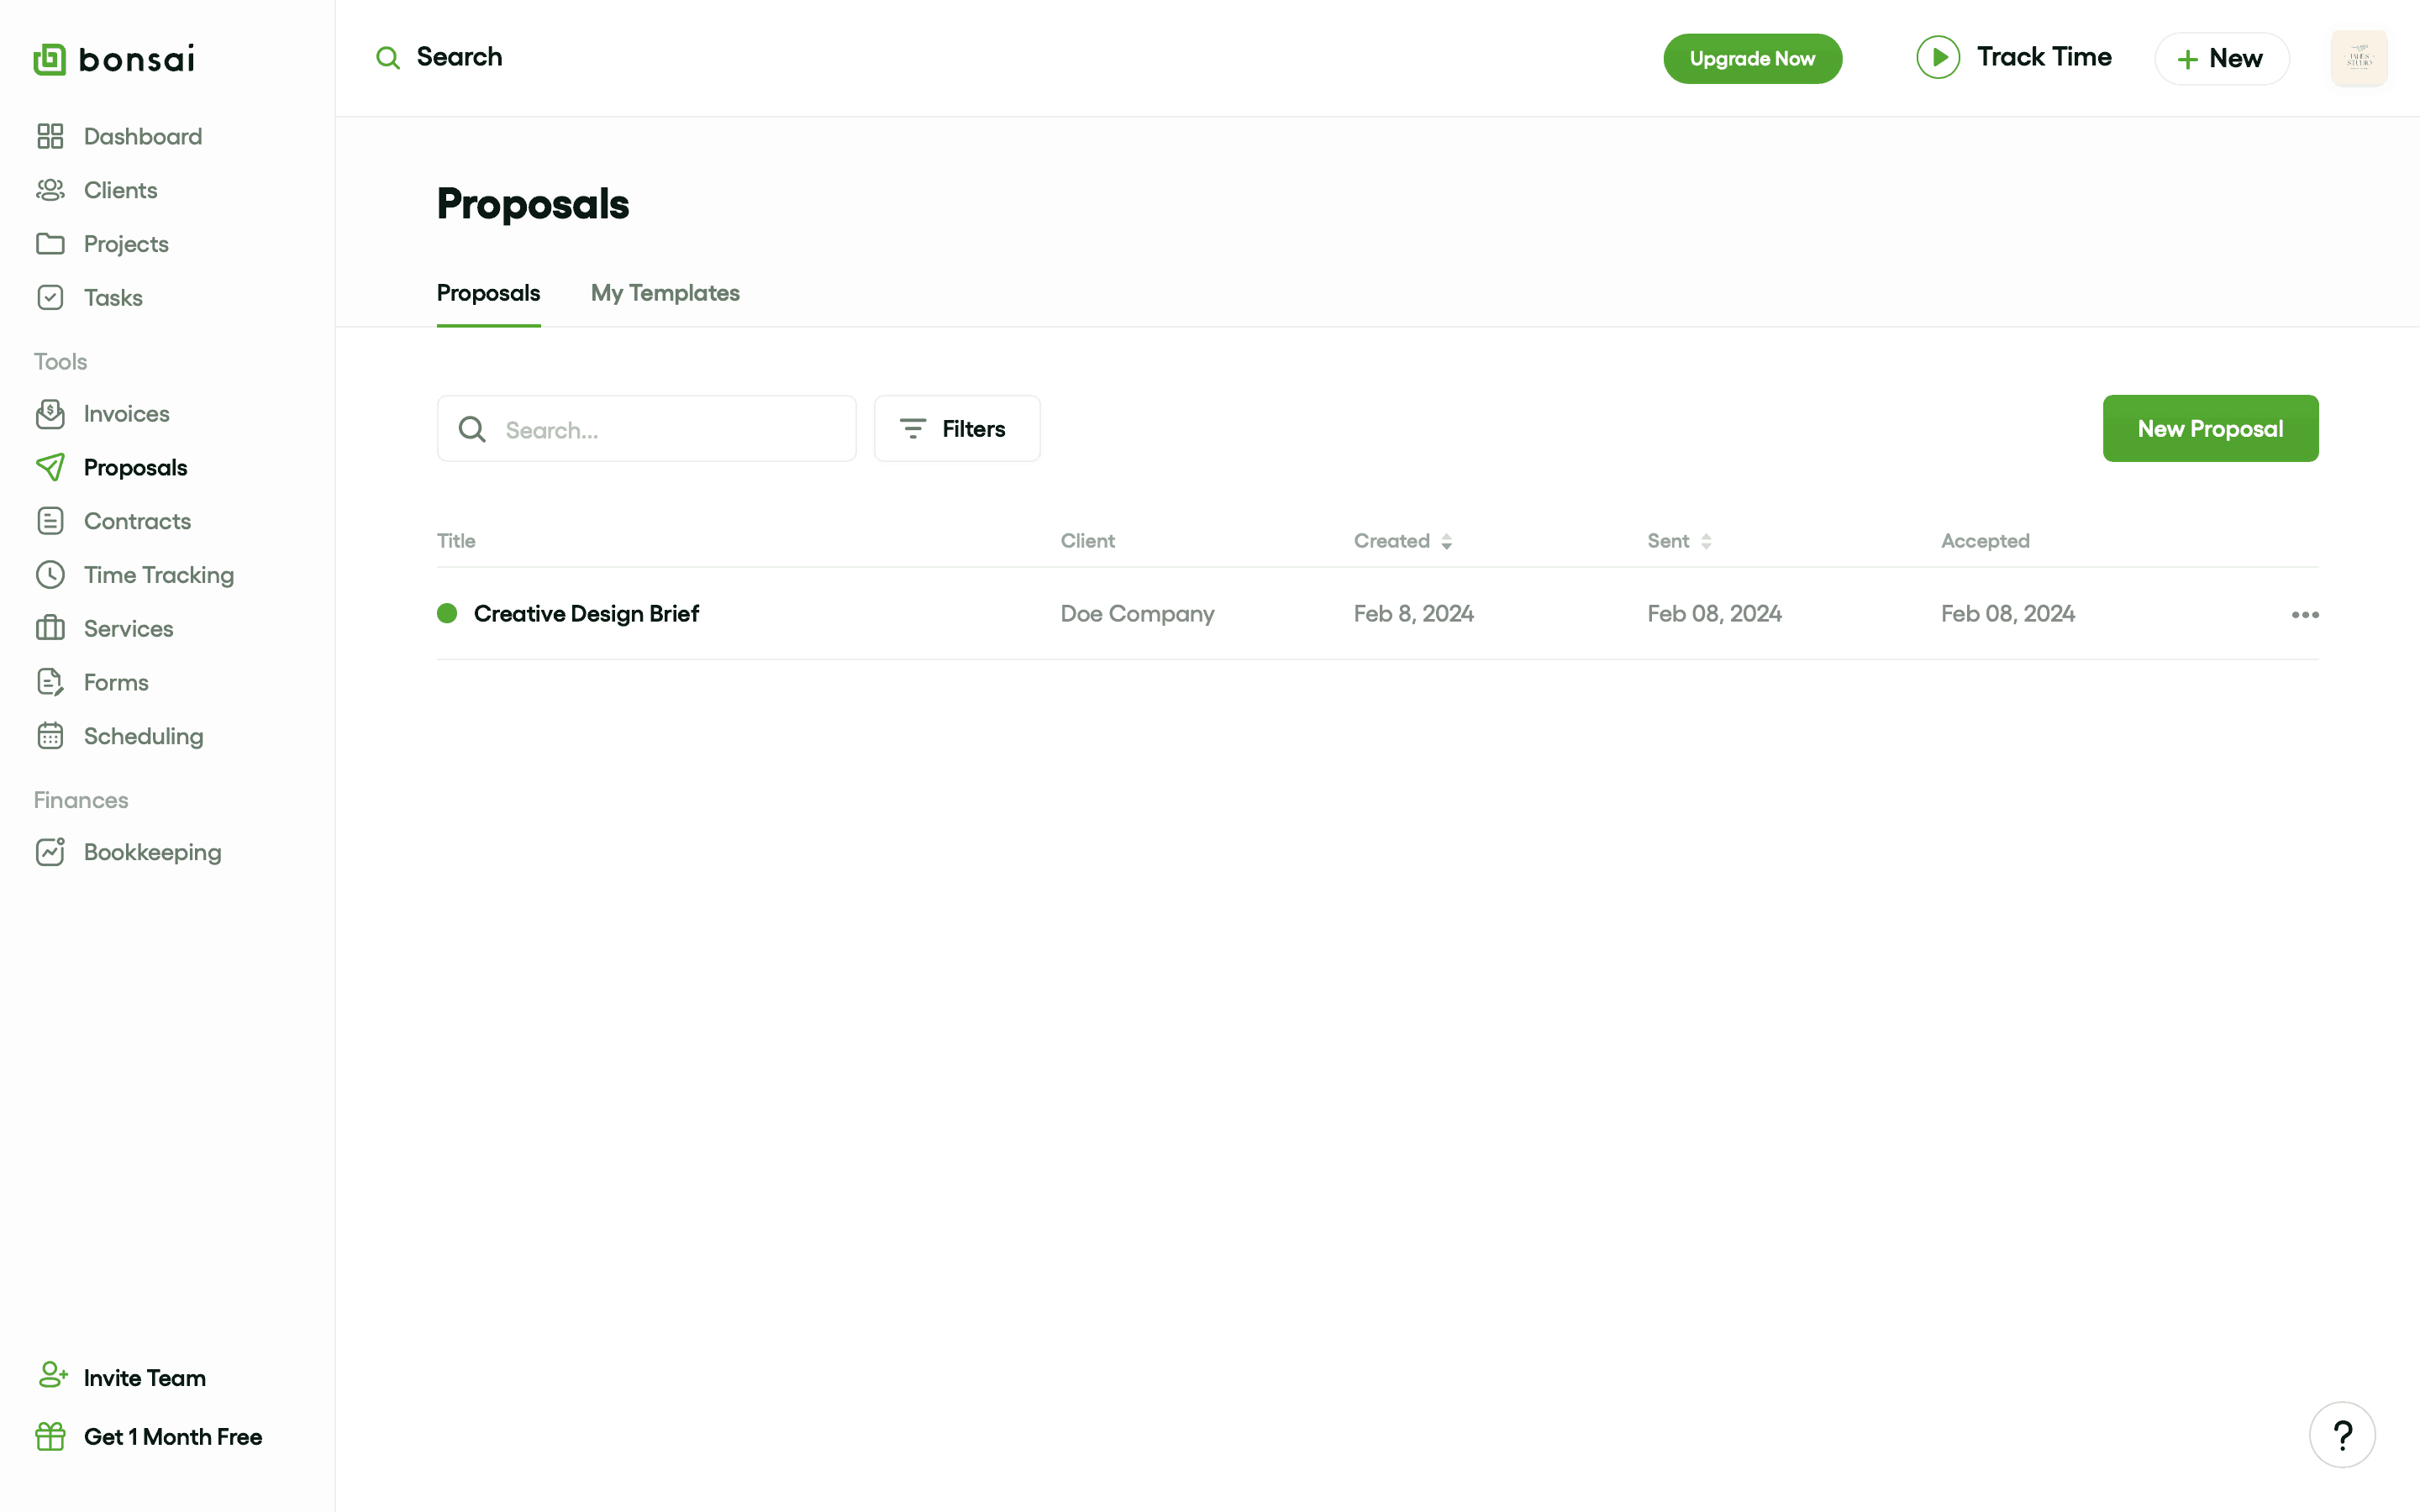 bonsai
Search
Upgrade Now
Track Time
New
Dashboard
Clients
Projects
Tasks
Tools
Invoices
Proposals
Contracts
Time Tracking
Services
Forms
Scheduling
Finances
Bookkeeping
Invite Team
Get 1 Month Free
Proposals
Proposals My Templates
Search...
Filters
New Proposal
Title Client Created Sent Accepted
Creative Design Brief Doe Company Feb 8, 2024 Feb 08, 2024 Feb 08, 2024
?